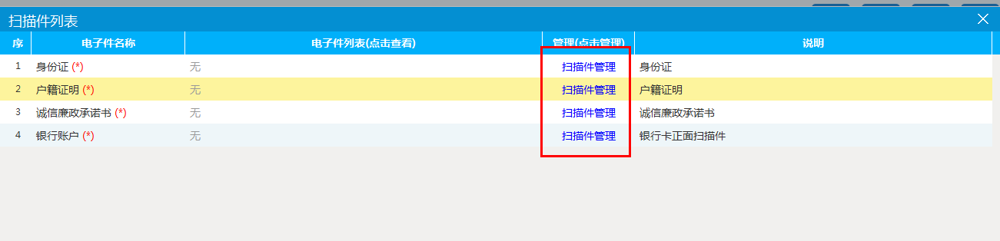 扫描件列表
序 电子件名称 电子件列表(点击查看) 管理(点击管理) 说明
1 身份证 (*) 无 扫描件管理 身份证
2 户籍证明 (*) 无 扫描件管理 户籍证明
3 诚信廉政承诺书 (*) 无 扫描件管理 诚信廉政承诺书
4 银行账户 (*) 无 扫描件管理 银行卡正面扫描件